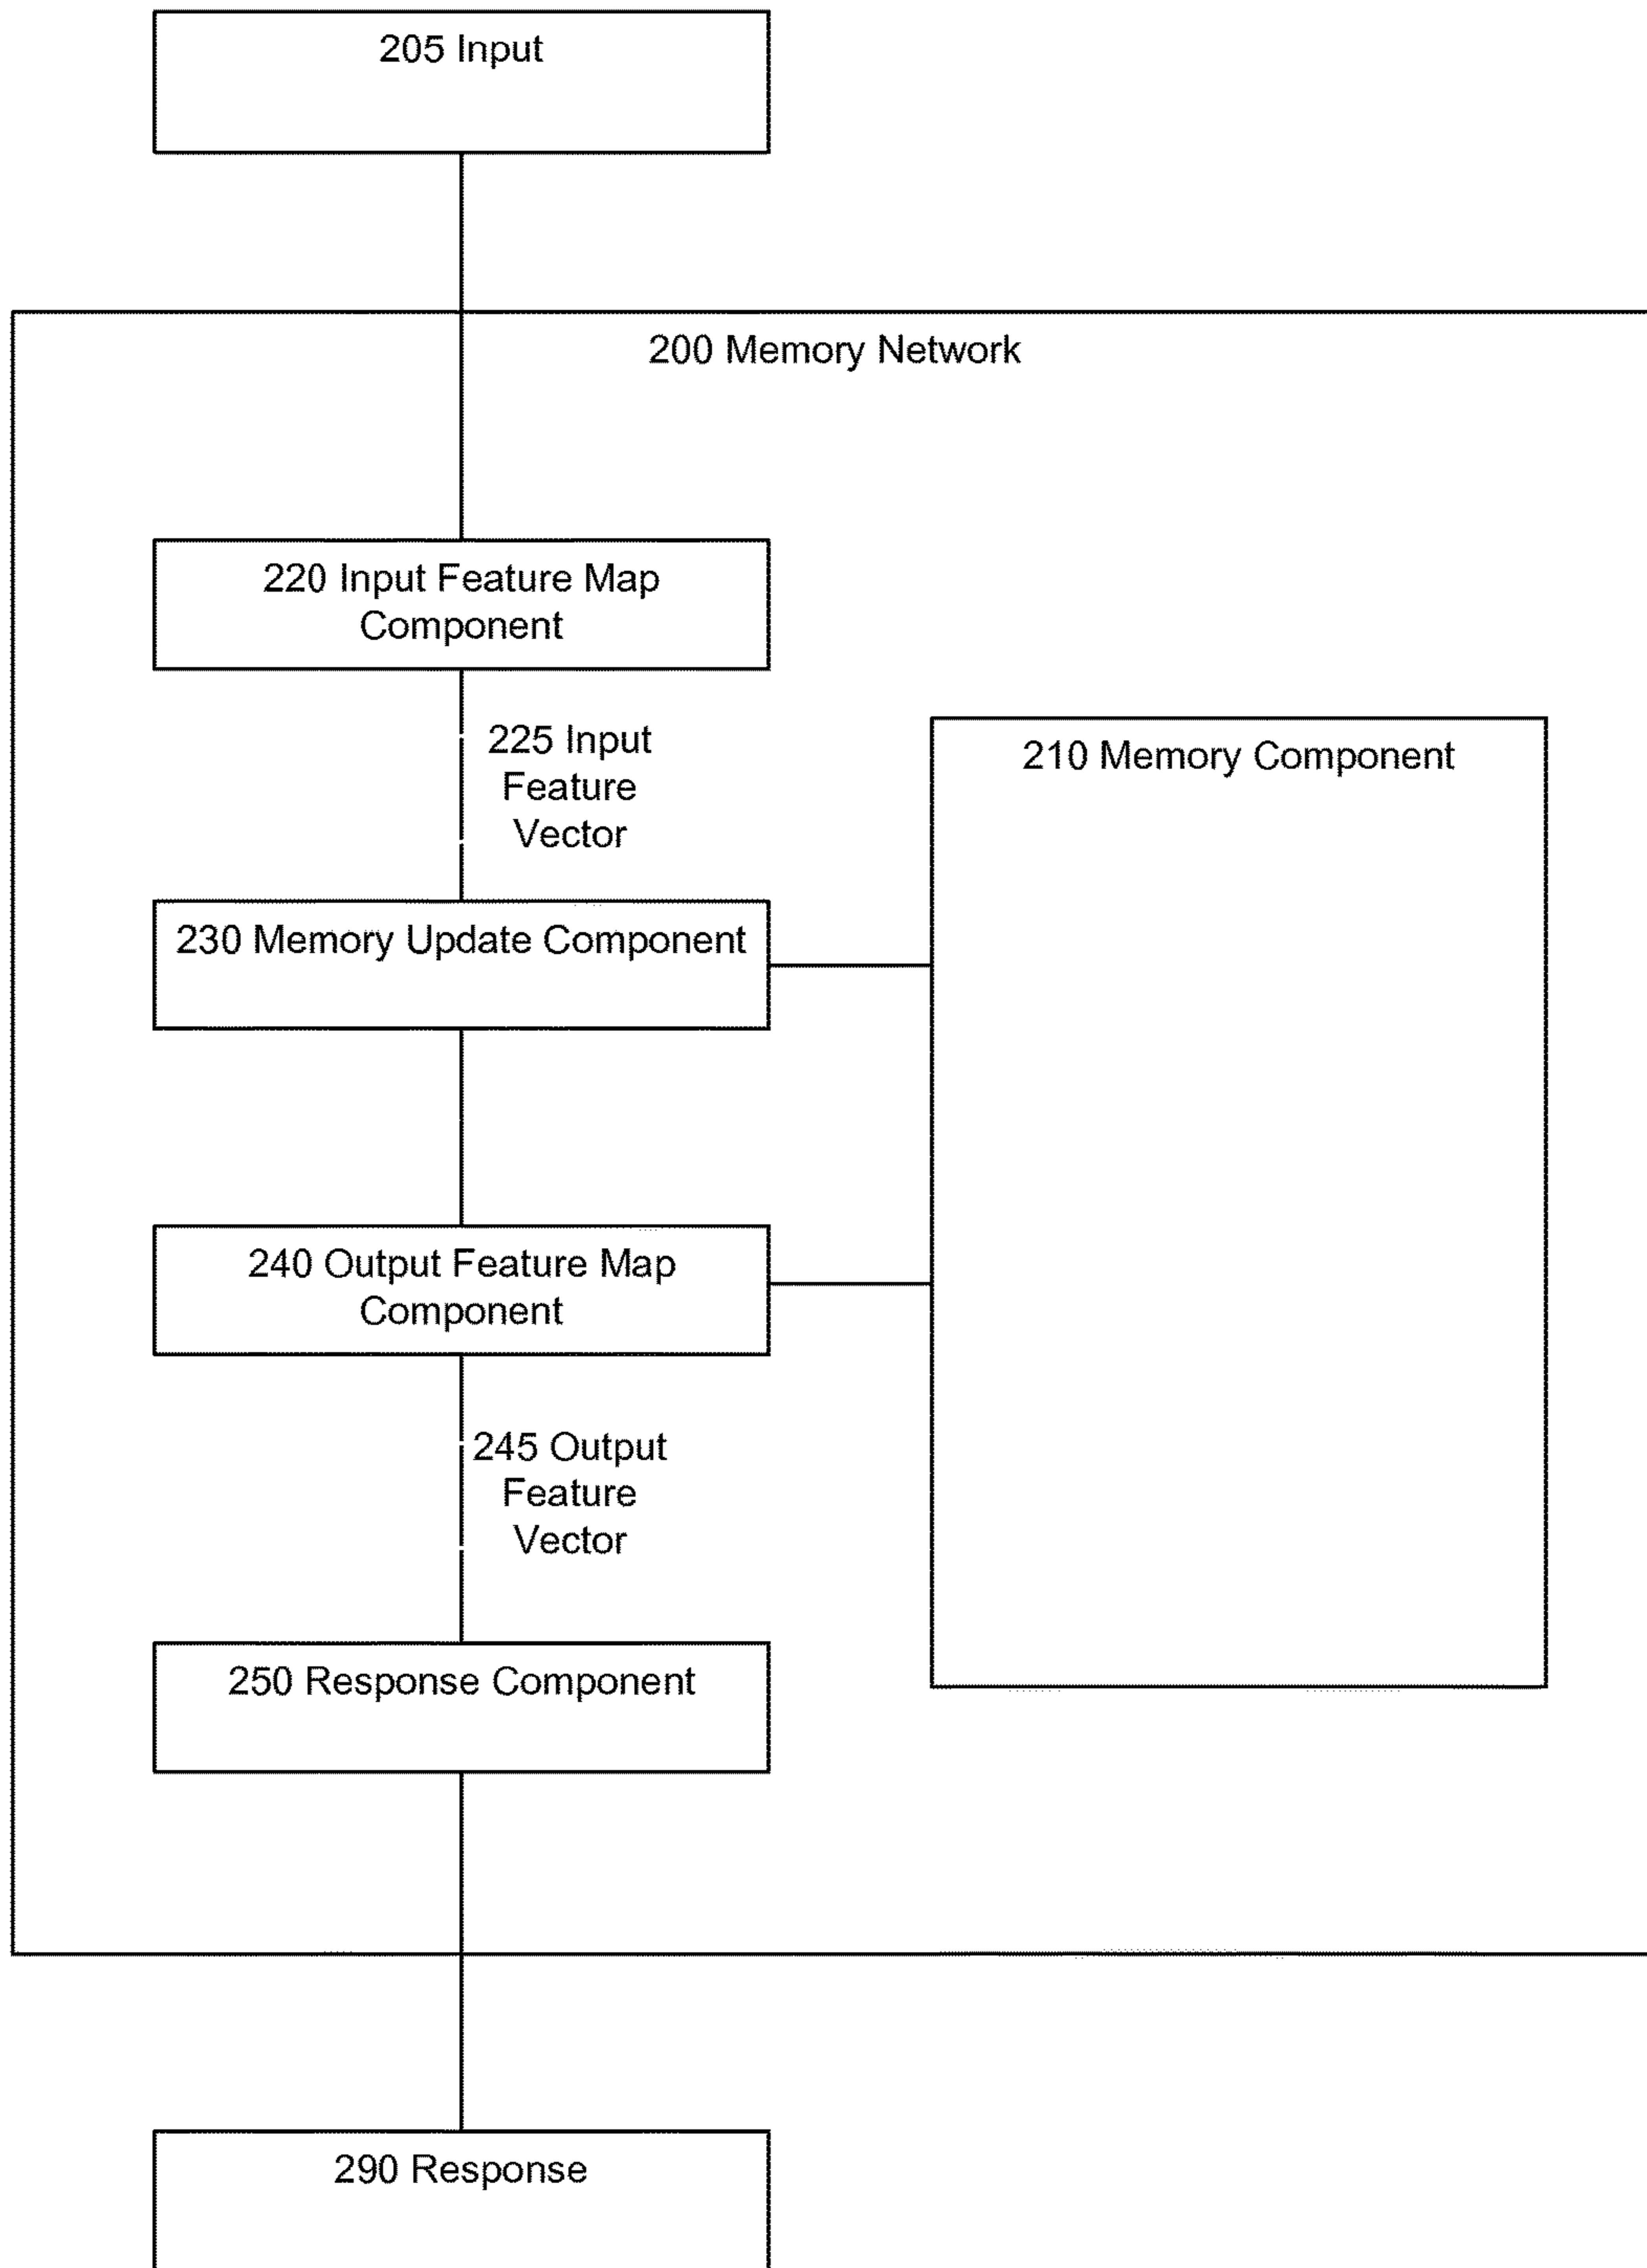 205 Input
200 Memory Network
220 Input Feature Map
Component
225 Input
Feature
Vector
210 Memory Component
230 Memory Update Component
240 Output Feature Map
Component
245 Output
Feature
Vector
250 Response Component
290 Response